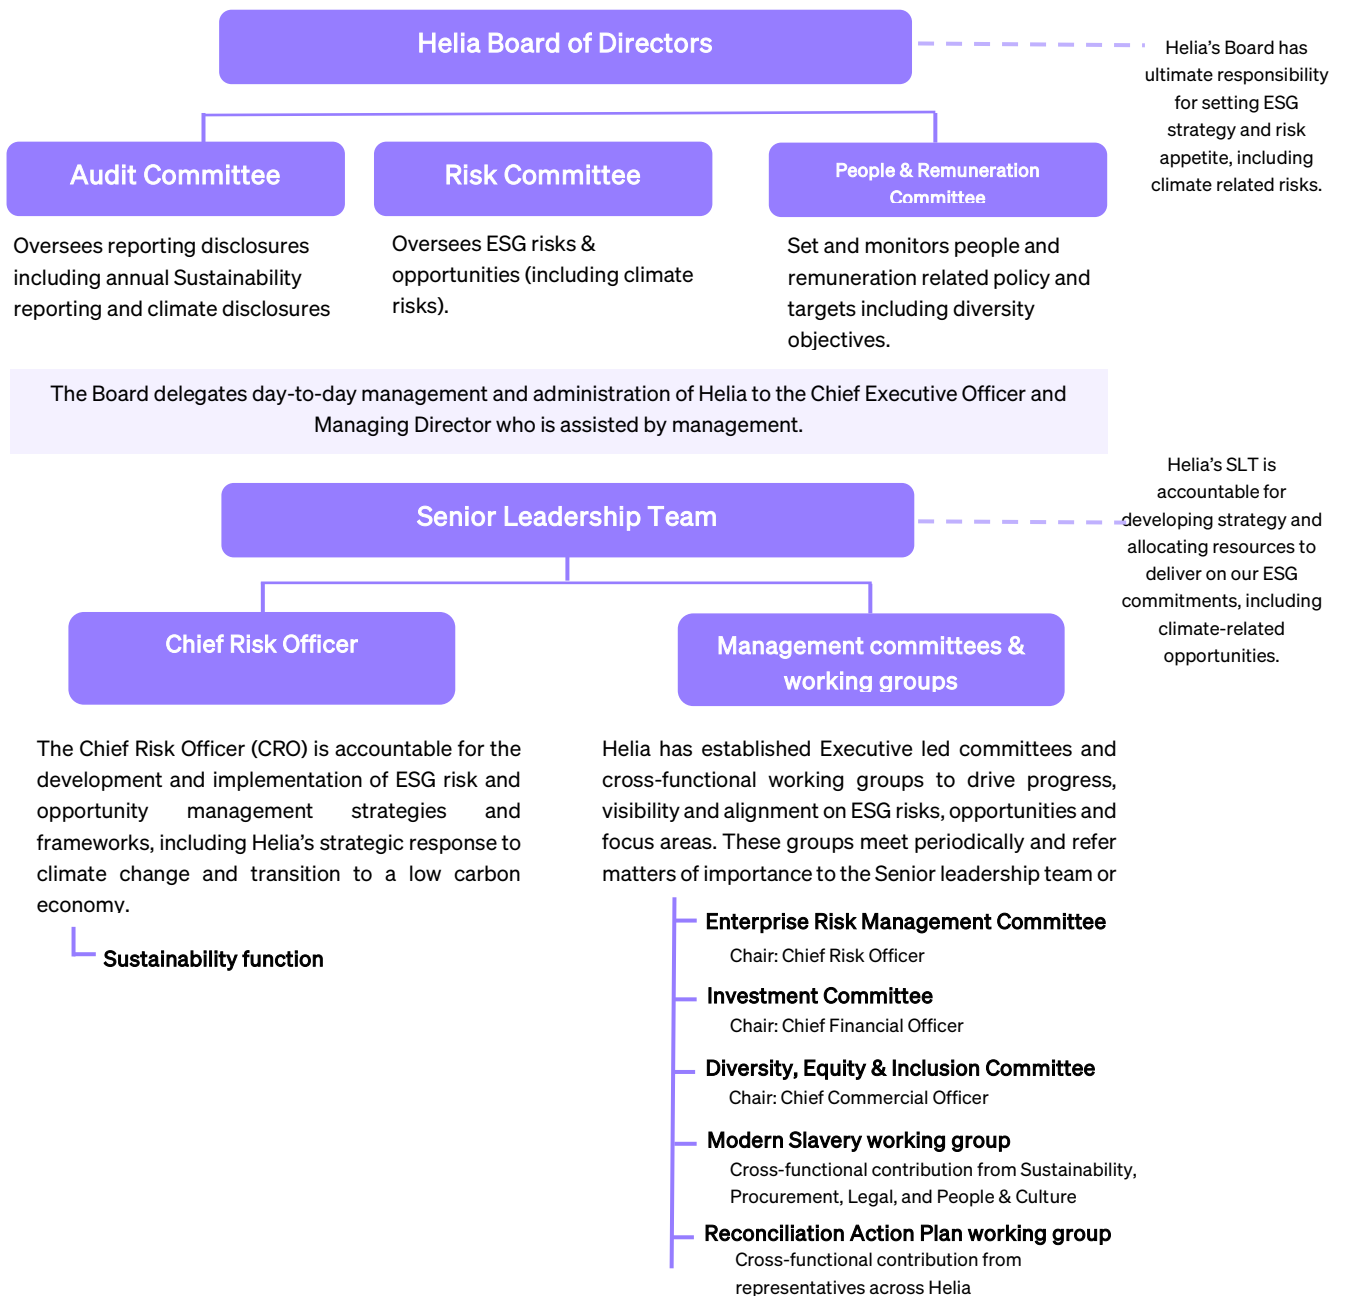 Helia Board of Directors
Helia's Board has
ultimate responsibility
for setting ESG
strategy and risk
appetite, including
climate related risks.
Audit Committee
Oversees reporting disclosures
including annual Sustainability
reporting and climate disclosures
Risk Committee
Oversees ESG risks &
opportunities (including climate
risks).
People & Remuneration
Committee
Set and monitors people and
remuneration related policy and
targets including diversity
objectives.
The Board delegates day-to-day management and administration of Helia to the Chief Executive Officer and
Managing Director who is assisted by management.
Senior Leadership Team
Helia's SLT is
accountable for
developing strategy and
allocating resources to
deliver on our ESG
commitments, including
climate-related
opportunities.
Chief Risk Officer
The Chief Risk Officer (CRO) is accountable for the
development and implementation of ESG risk and
opportunity management strategies and
frameworks, including Helia's strategic response to
climate change and transition to a low carbon
economy.
Sustainability function
Management committees &
working groups
Helia has established Executive led committees and
cross-functional working groups to drive progress,
visibility and alignment on ESG risks, opportunities and
focus areas. These groups meet periodically and refer
matters of importance to the Senior leadership team or
Enterprise Risk Management Committee
Chair: Chief Risk Officer
Investment Committee
Chair: Chief Financial Officer
Diversity, Equity & Inclusion Committee
Chair: Chief Commercial Officer
Modern Slavery working group
Cross-functional contribution from Sustainability,
Procurement, Legal, and People & Culture
Reconciliation Action Plan working group
Cross-functional contribution from
representatives across Helia